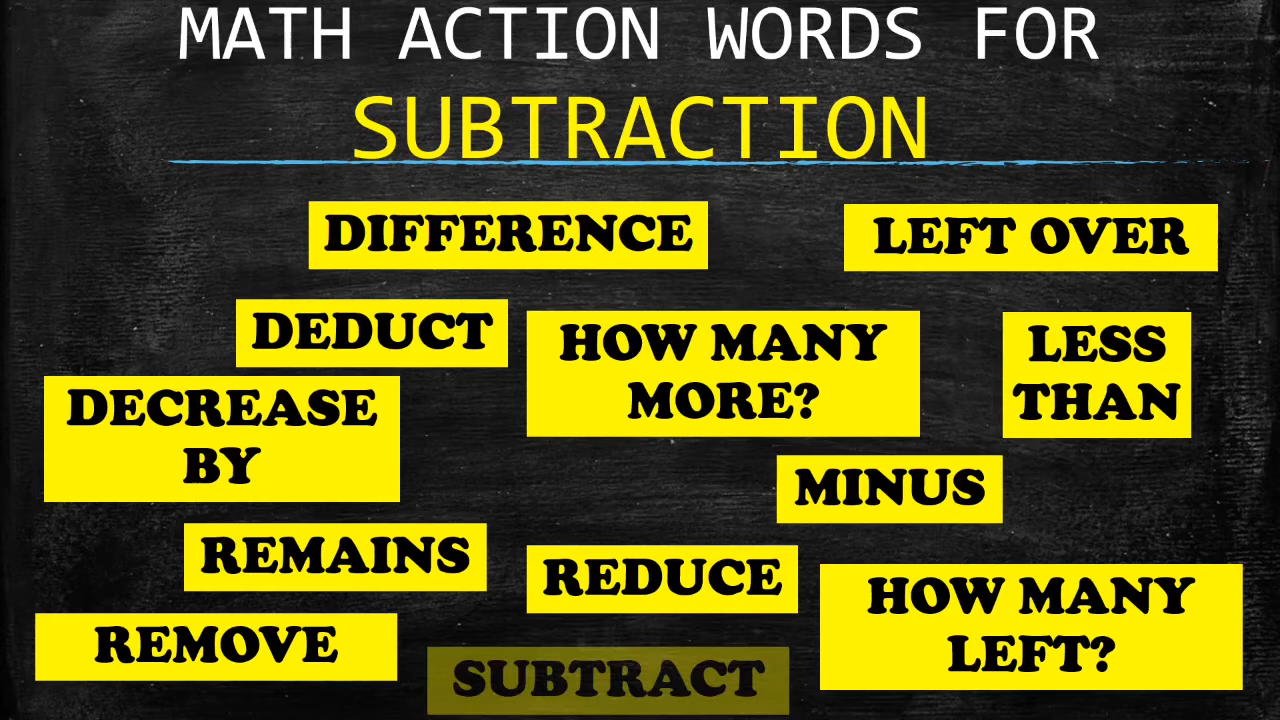 MATH ACTION WORDS FOR
SUBTRACTION
DIFFERENCE
LEFT OVER
DEDUCT
HOW MANY
MORE?
LESS
THAN
DECREASE
BY
MINUS
REMAINS
REDUCE
HOW MANY
LEFT?
REMOVE
SUBTRACT